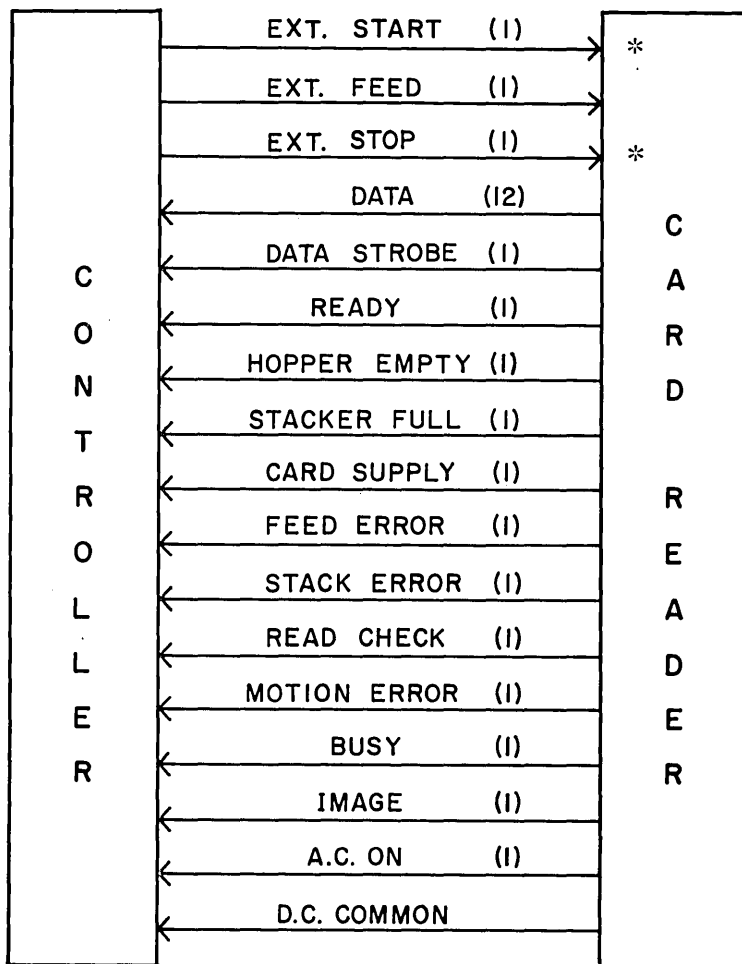 EXT. START (1)
*
EXT. FEED (1)
EXT. STOP (1)
*
DATA (12)
DATA STROBE (1)
READY (1)
HOPPER EMPTY (1)
STACKER FULL (1)
CARD SUPPLY (1)
FEED ERROR (1)
STACK ERROR (1)
READ CHECK (1)
MOTION ERROR (1)
BUSY (1)
IMAGE (1)
A.C. ON (1)
D.C. COMMON
CONTROLLER
CARD READER